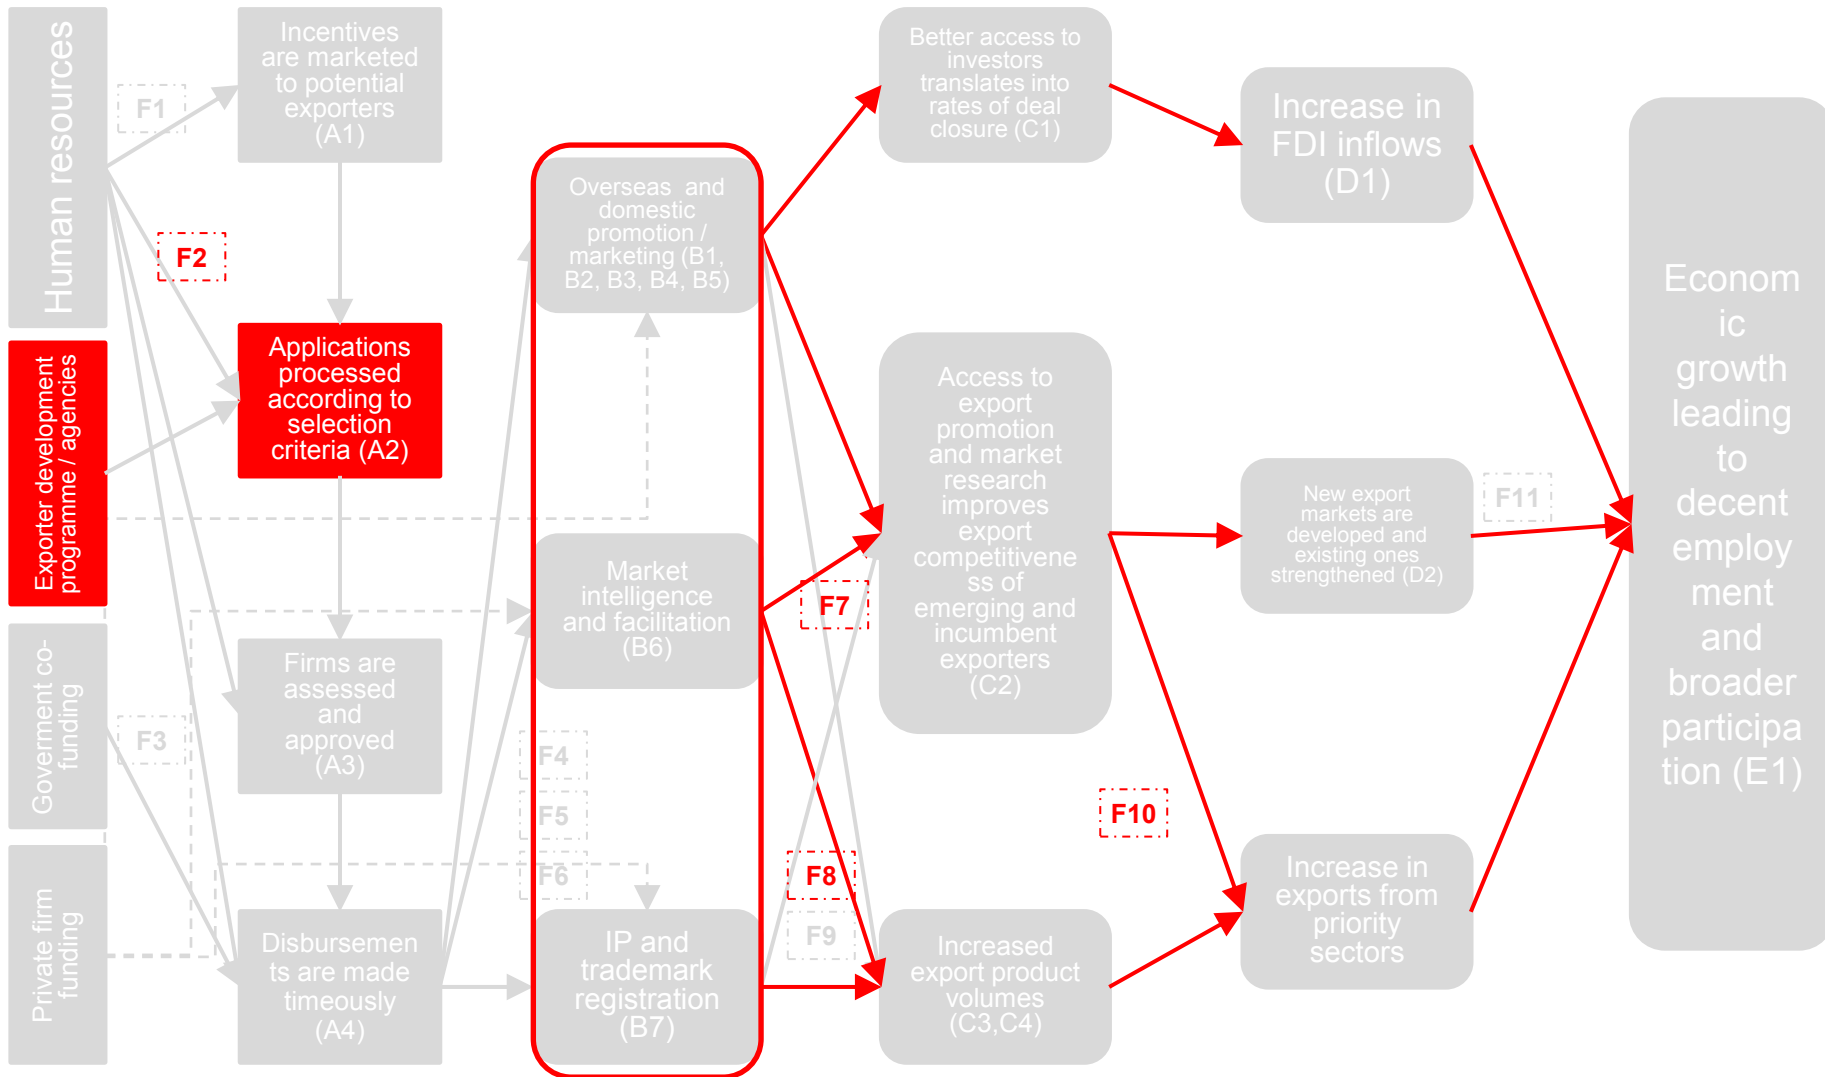 Human resources
Exporter development
programme / agencies
Government co-
funding
Private firm
funding
F1
F2
F3
Incentives
are marketed
to potential
exporters
(A1)
Applications
processed
according to
selection
criteria (A2)
Firms are
assessed
and
approved
(A3)
Disbursemen
ts are made
timeously
(A4)
F4
F5
F6
Overseas and
domestic
promotion /
marketing (B1,
B2, B3, B4, B5)
Market
intelligence
and facilitation
(B6)
IP and
trademark
registration
(B7)
F7
F8
F9
Better access to
investors
translates into
rates of deal
closure (C1)
Access to
export
promotion
and market
research
improves
export
competitivene
ss of
emerging and
incumbent
exporters
(C2)
Increased
export product
volumes
(C3,C4)
F10
Increase in
FDI inflows
(D1)
New export
markets are
developed and
existing ones
strengthened (D2)
Increase in
exports from
priority
sectors
F11
Econom
ic
growth
leading
to
decent
employ
ment
and
broader
participa
tion (E1)